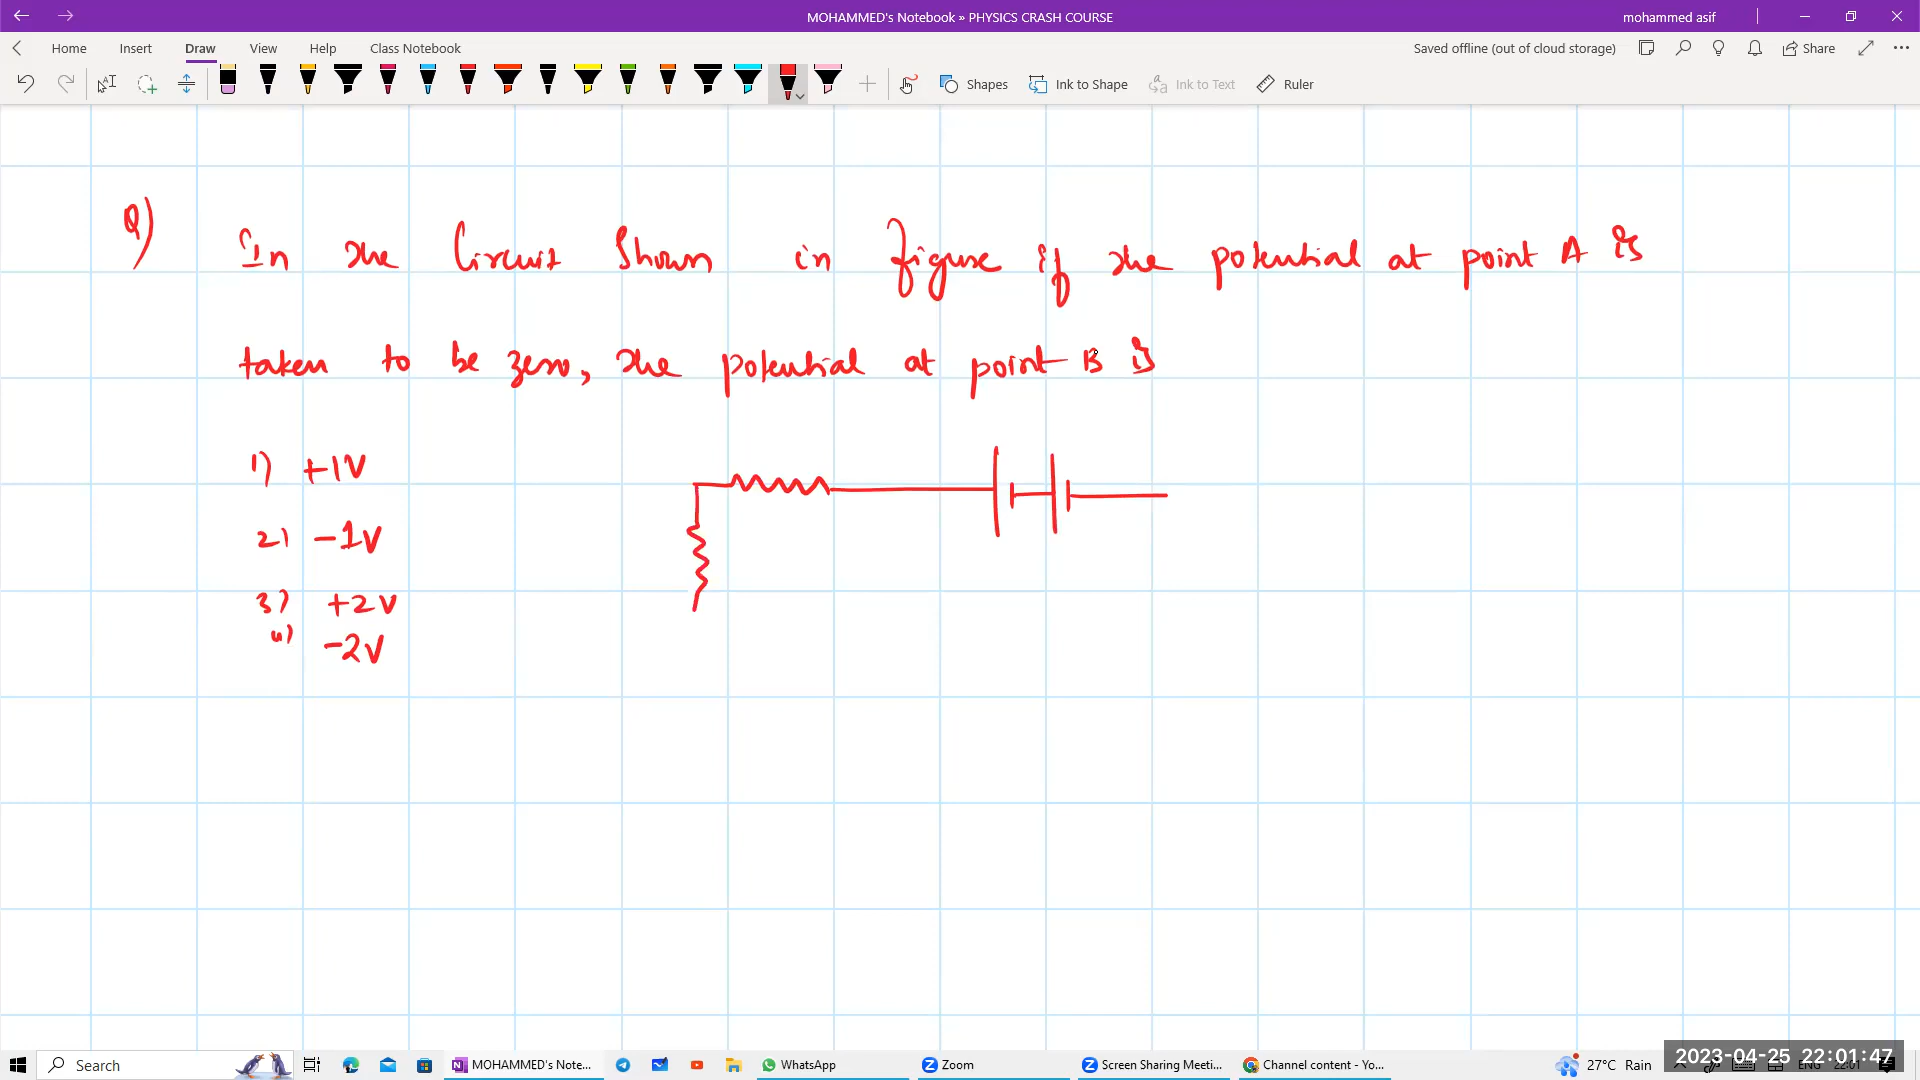 MOHAMMED's Notebook » PHYSICS CRASH COURSE
mohammed asif
Home Insert Draw View Help Class Notebook
Saved offline (out of cloud storage)
Share
Shapes Ink to Shape Ink to Text Ruler
Q) In the Circuit Shown in figure if the potential at point A is
taken to be zero, the potential at point B is
1) +1V
2) -1V
3) +2V
4) -2V
Search
MOHAMMED's Note...
WhatsApp
Zoom
Screen Sharing Meeti...
Channel content - Yo...
27°C Rain
2023-04-25 22:01:47